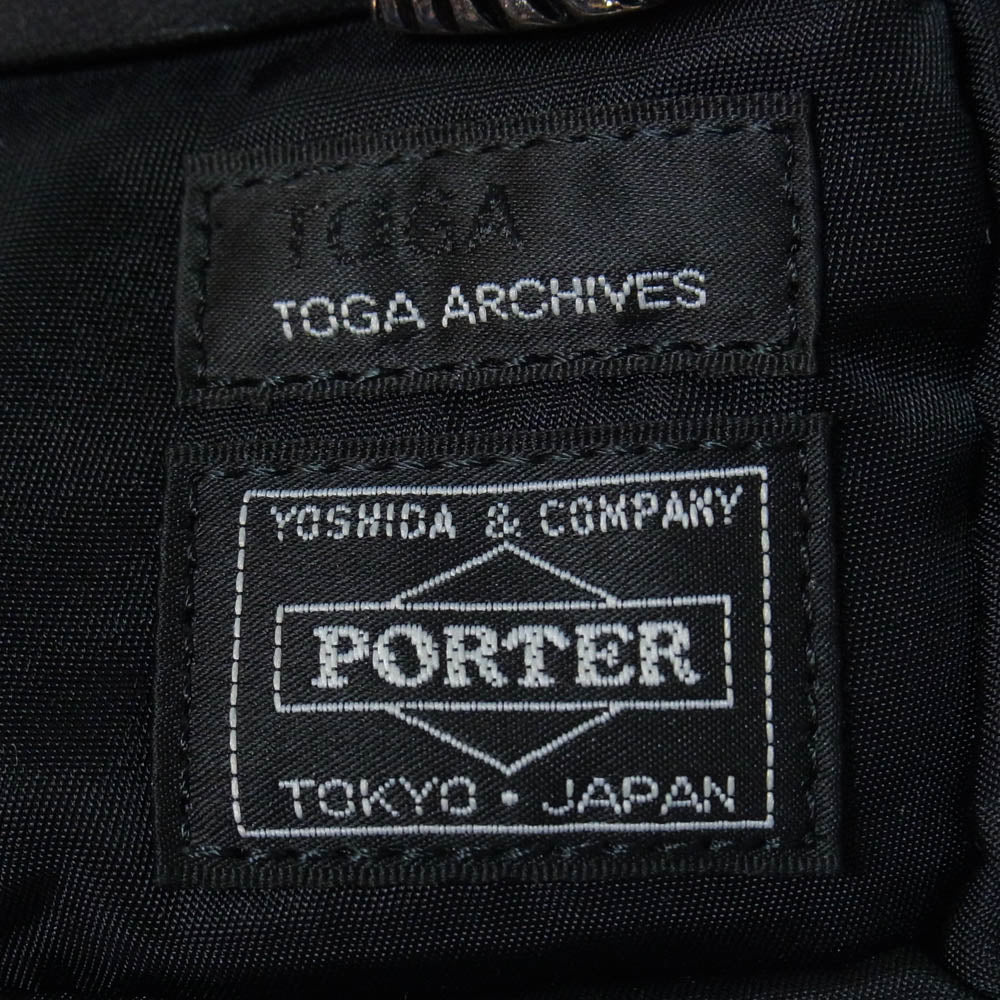 TOGA
TOGA ARCHIVES
YOSHIDA & COMPANY
PORTER
TOKYO • JAPAN